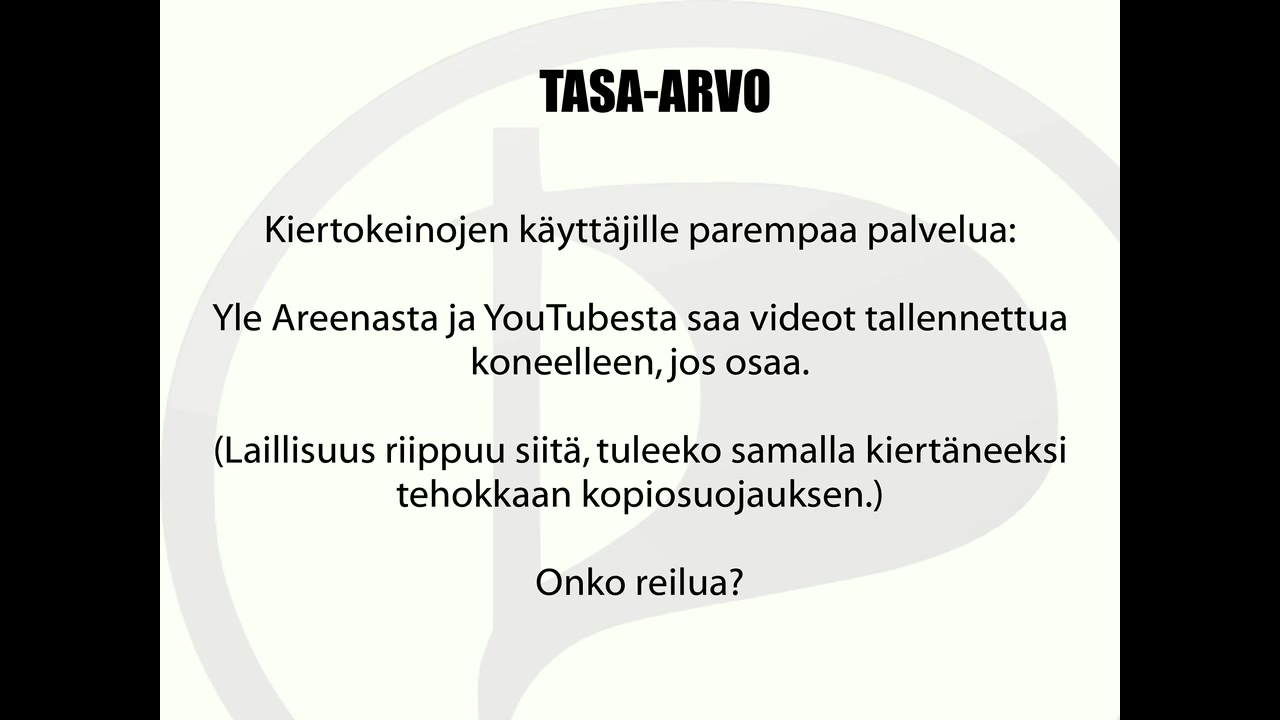 TASA-ARVO
Kiertokeinojen käyttäjille parempaa palvelua:
Yle Areenasta ja YouTubesta saa videot tallennettua
koneelleen, jos osaa.
(Laillisuus riippuu siitä, tuleeko samalla kiertäneeksi
tehokkaan kopiosuojauksen.)
Onko reilua?